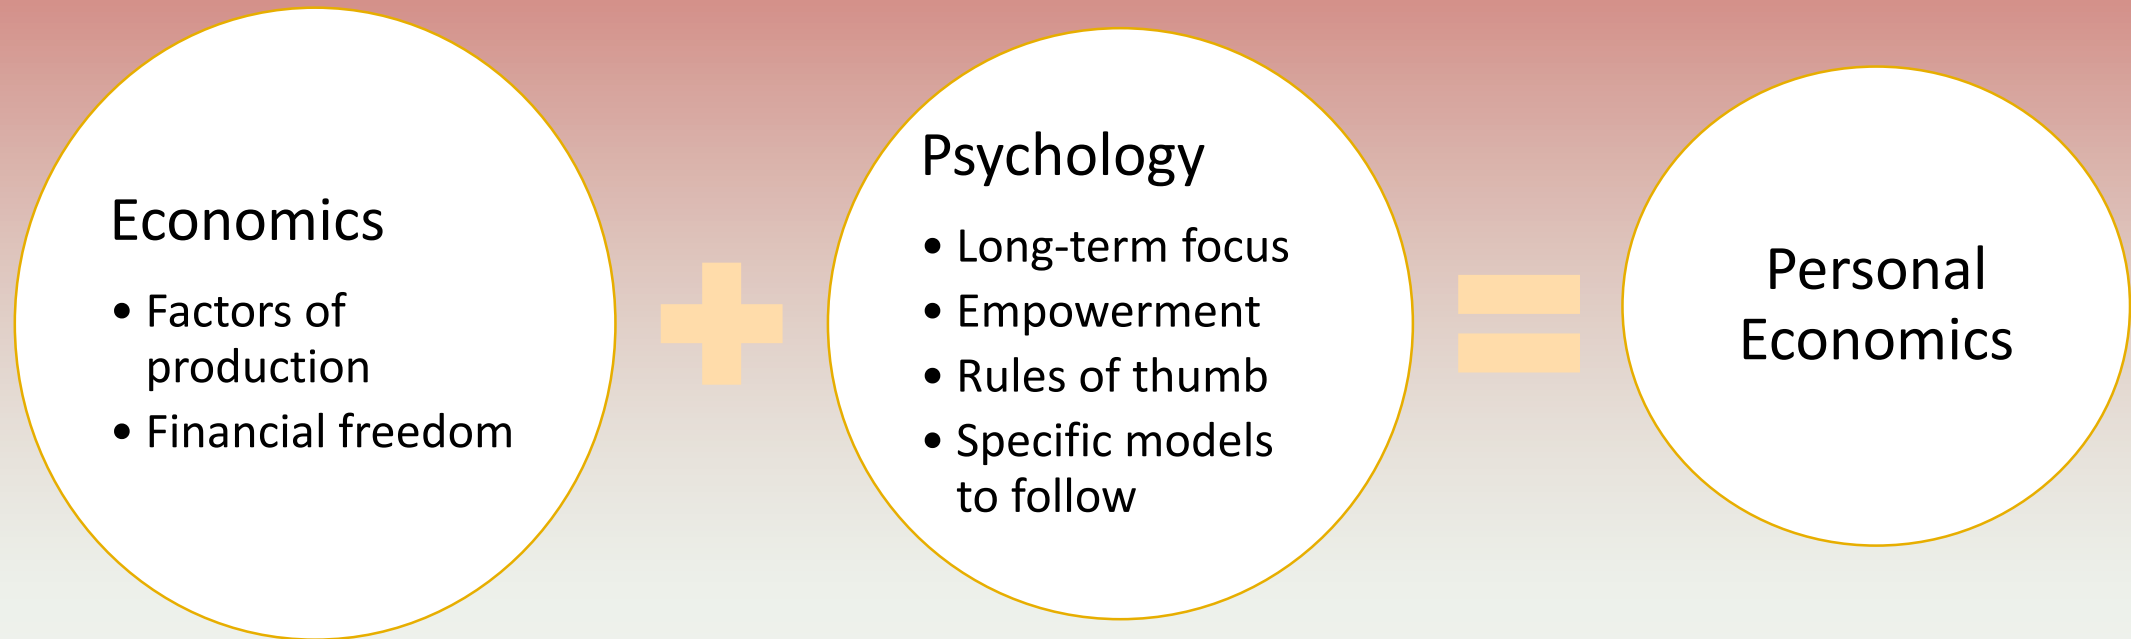 Economics
• Factors of
production
• Financial freedom
Psychology
• Long-term focus
• Empowerment
• Rules of thumb
• Specific models
to follow
Personal
Economics